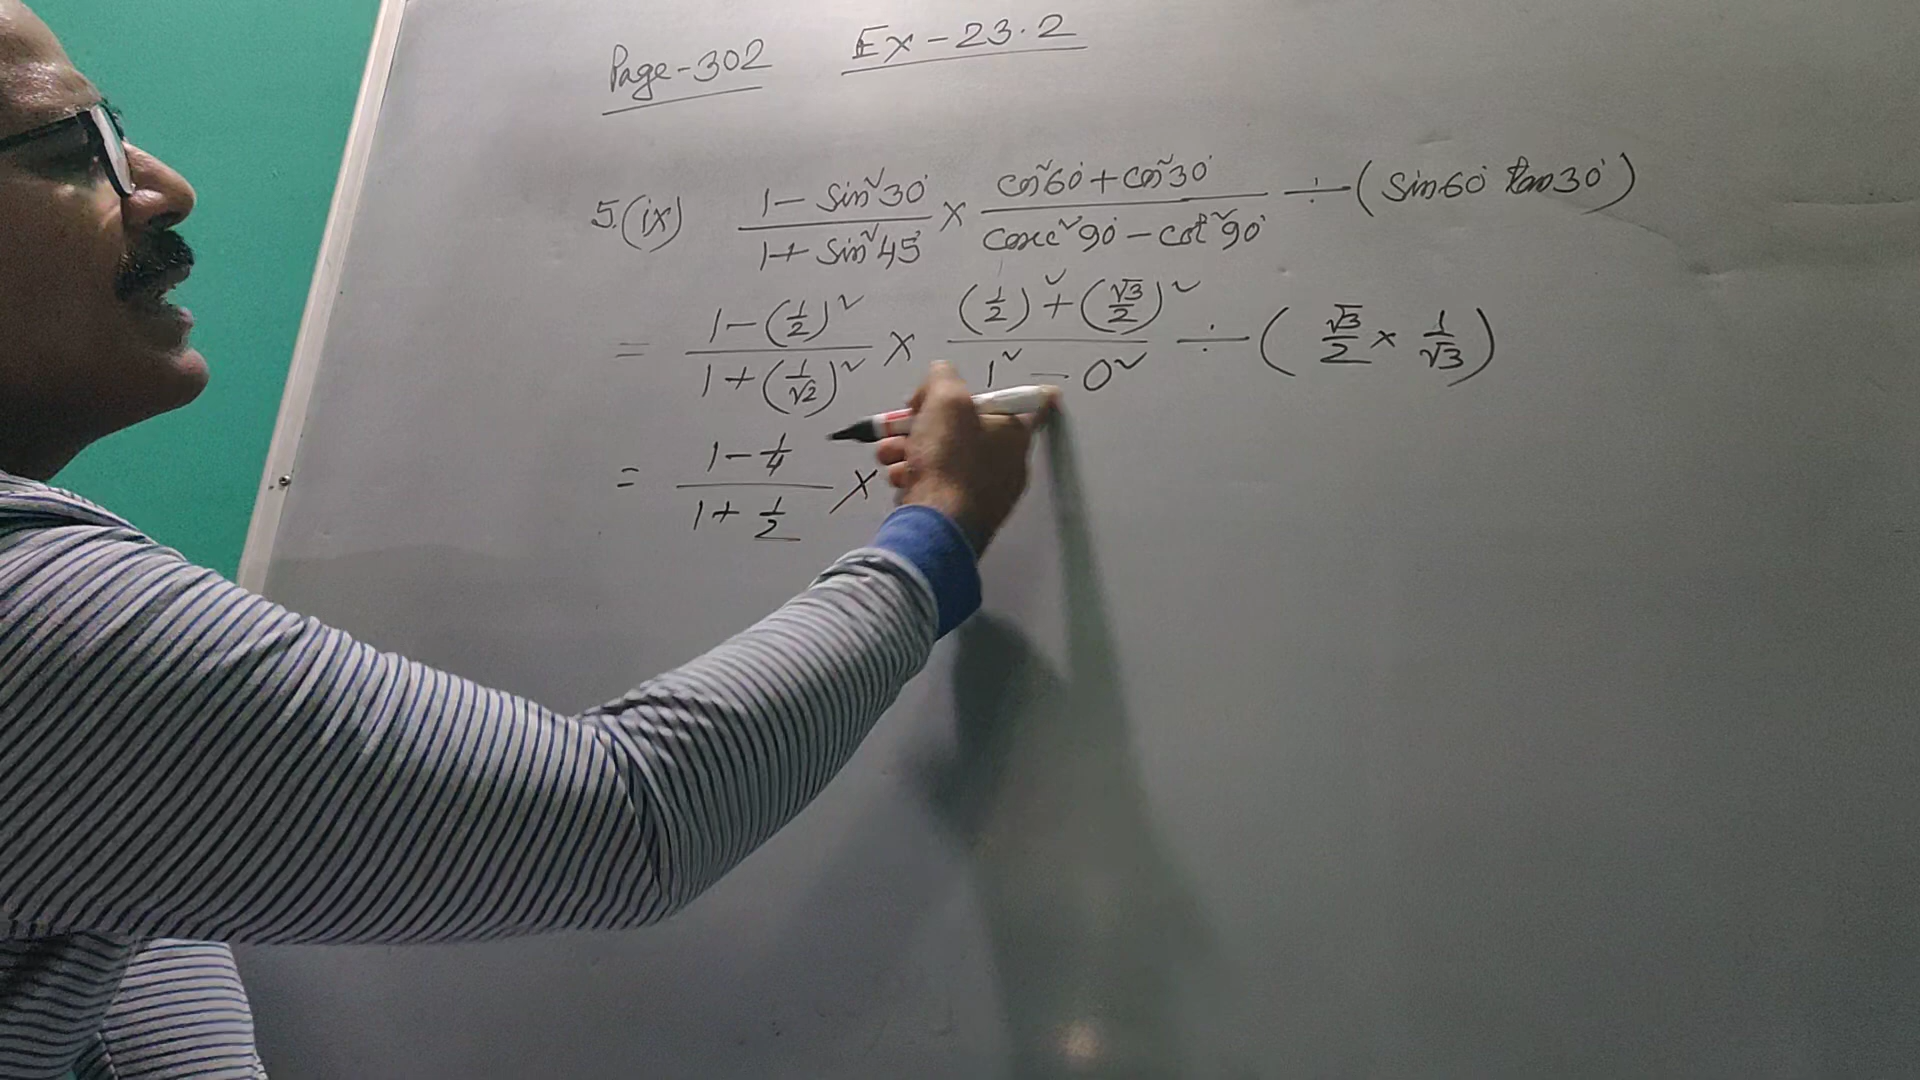 Page-302 Ex-23.2
5.(ix) (1 - sin²30°)/(1 + sin²45°) × (cos²60° + cos²30°)/(cosec²90° - cot²90°) ÷ (sin60° tan30°)
= (1 - (1/2)²)/(1 + (1/√2)²) × ((1/2)² + (√3/2)²)/(1² - 0²) ÷ (√3/2 × 1/√3)
= (1 - 1/4)/(1 + 1/2) ×